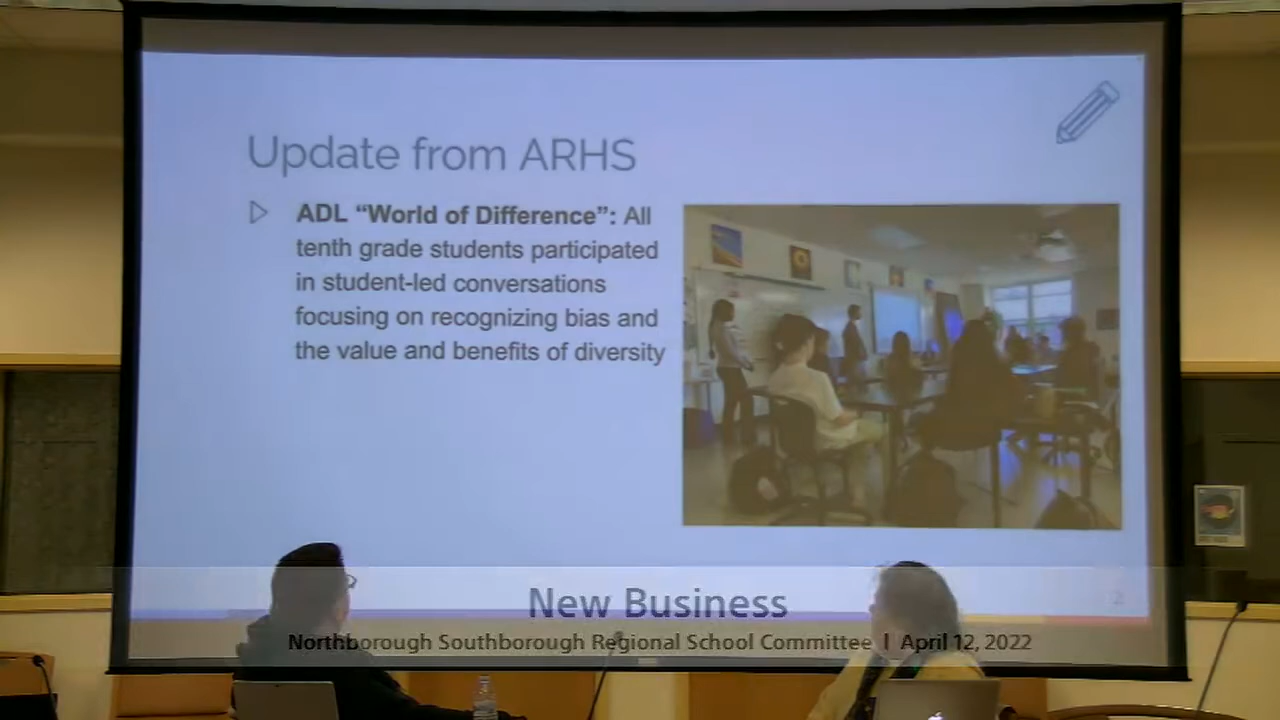 Update from ARHS
ADL “World of Difference”: All
tenth grade students participated
in student-led conversations
focusing on recognizing bias and
the value and benefits of diversity
2
New Business
Northborough Southborough Regional School Committee | April 12, 2022